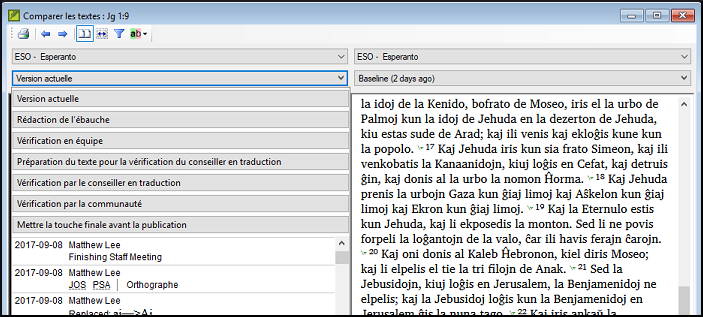 Comparer les textes : Jg 1:9
ab
ESO - Esperanto
ESO - Esperanto
Version actuelle
Baseline (2 days ago)
Version actuelle
Rédaction de l'ébauche
Vérification en équipe
Préparation du texte pour la vérification du conseiller en traduction
Vérification par le conseiller en traduction
Vérification par la communauté
Mettre la touche finale avant la publication
2017-09-08 Matthew Lee
Finishing Staff Meeting
2017-09-08 Matthew Lee
JOS PSA | Orthographe
2017-09-08 Matthew Lee
Replaced: aj—>Aj
la idoj de la Kenido, bofrato de Moseo, iris el la urbo de
Palmoj kun la idoj de Jehuda en la dezerton de Jehuda,
kiu estas sude de Arad; kaj ili venis kaj ekloĝis kune kun
la popolo. 17 Kaj Jehuda iris kun sia frato Simeon, kaj ili
venkobatis la Kanaanidojn, kiuj loĝis en Cefat, kaj detruis
ĝin, kaj donis al la urbo la nomon Ĥorma. 18 Kaj Jehuda
prenis la urbojn Gaza kun ĝiaj limoj kaj Aŝkelon kun ĝiaj
limoj kaj Ekron kun ĝiaj limoj. 19 Kaj la Eternulo estis
kun Jehuda, kaj li ekposedis la monton. Sed li ne povis
forpeli la loĝantojn de la valo, ĉar ili havis ferajn ĉarojn.
20 Kaj oni donis al Kaleb Ĥebronon, kiel diris Moseo;
kaj li elpelis el tie la tri filojn de Anak. 21 Sed la
Jebusidojn, kiuj loĝis en Jerusalem, la Benjamenidoj ne
elpelis; kaj la Jebusidoj loĝis kun la Benjamenidoj en
Jerusalem ĝis la nuna tago. 22 Kaj iris ankaŭ la